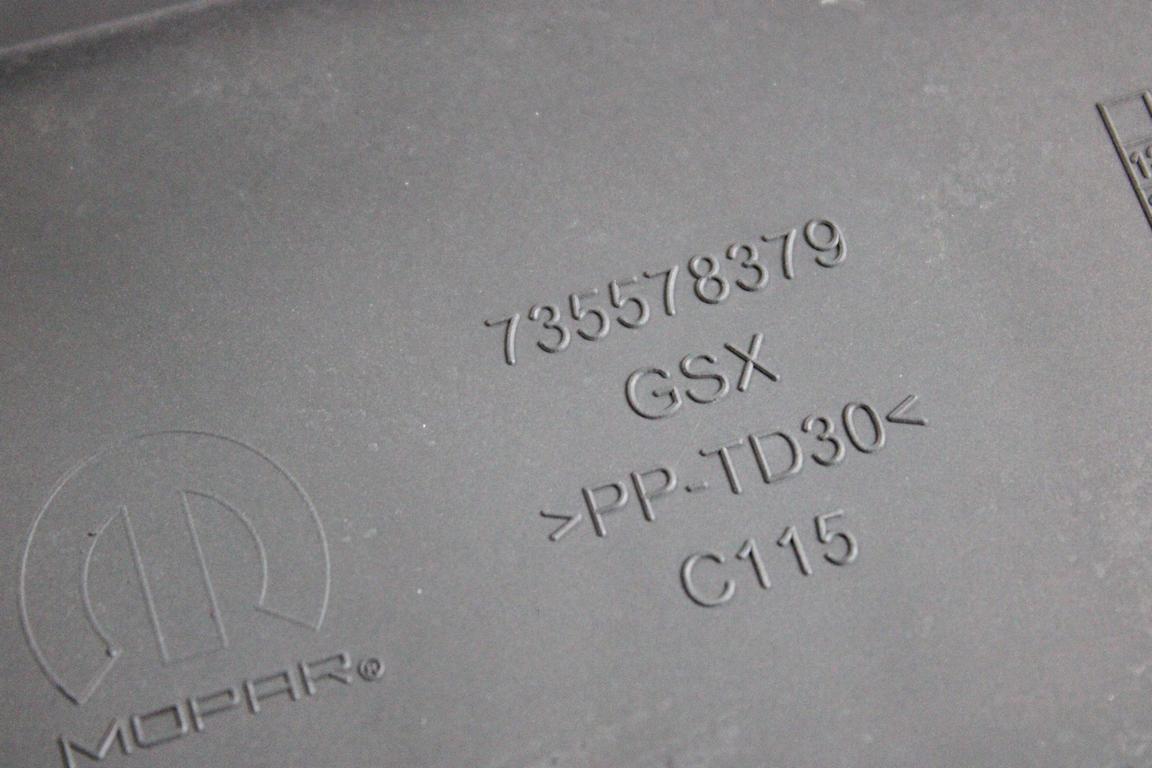 735578379
GSX
>PP-TD30<
C115
MOPAR®